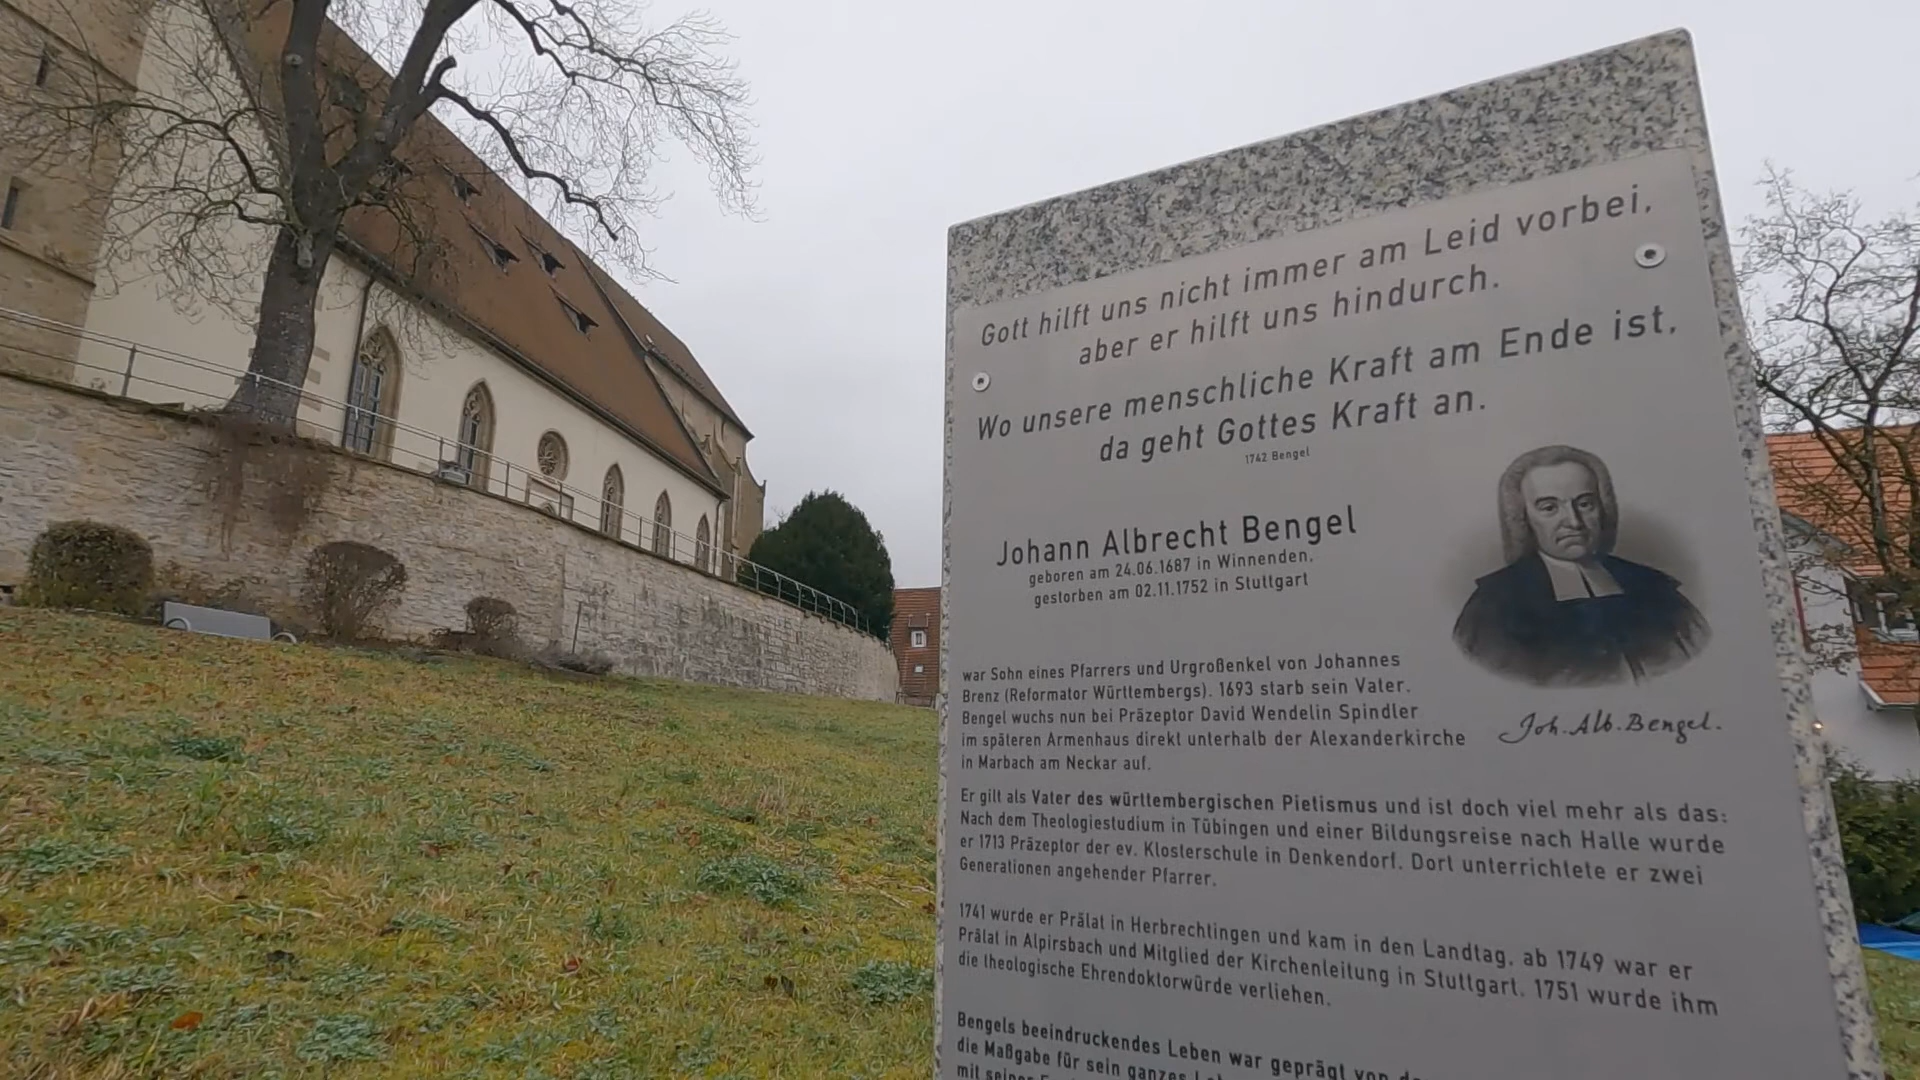 Gott hilft uns nicht immer am Leid vorbei,
aber er hilft uns hindurch.
Wo unsere menschliche Kraft am Ende ist,
da geht Gottes Kraft an.
1742 Bengel
Johann Albrecht Bengel
geboren am 24.06.1687 in Winnenden,
gestorben am 02.11.1752 in Stuttgart
war Sohn eines Pfarrers und Urgroßenkel von Johannes
Brenz (Reformator Württembergs). 1693 starb sein Vater.
Bengel wuchs nun bei Präzeptor David Wendelin Spindler
im späteren Armenhaus direkt unterhalb der Alexanderkirche
in Marbach am Neckar auf.
Joh. Alb. Bengel.
Er gilt als Vater des württembergischen Pietismus und ist doch viel mehr als das:
Nach dem Theologiestudium in Tübingen und einer Bildungsreise nach Halle wurde
er 1713 Präzeptor der ev. Klosterschule in Denkendorf. Dort unterrichtete er zwei
Generationen angehender Pfarrer.
1741 wurde er Prälat in Herbrechtingen und kam in den Landtag, ab 1749 war er
Prälat in Alpirsbach und Mitglied der Kirchenleitung in Stuttgart. 1751 wurde ihm
die theologische Ehrendoktorwürde verliehen.
Bengels beeindruckendes Leben war geprägt von
die Maßgabe für sein ganzes
mit seiner